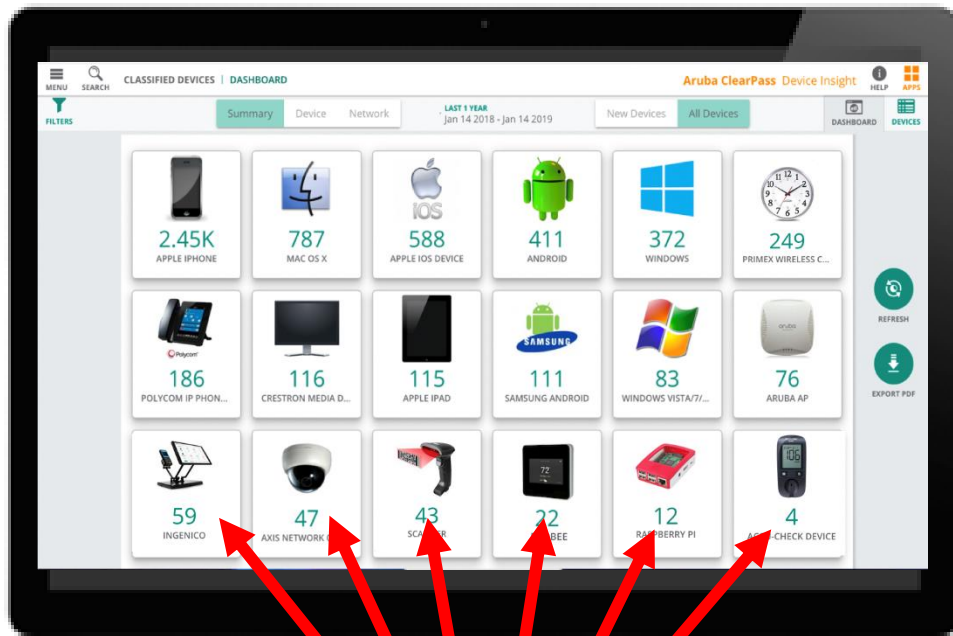 MENU
SEARCH
CLASSIFIED DEVICES | DASHBOARD
Aruba ClearPass Device Insight
HELP
APPS
FILTERS
Summary
Device
Network
LAST 1 YEAR
Jan 14 2018 - Jan 14 2019
New Devices
All Devices
DASHBOARD
DEVICES
iOS
2.45K
APPLE IPHONE
787
MAC OS X
588
APPLE IOS DEVICE
411
ANDROID
372
WINDOWS
249
PRIMEX WIRELESS C...
REFRESH
Polycom
SAMSUNG
aruba
186
POLYCOM IP PHON...
116
CRESTRON MEDIA D...
115
APPLE IPAD
111
SAMSUNG ANDROID
83
WINDOWS VISTA/7/...
76
ARUBA AP
EXPORT PDF
72
106
59
INGENICO
47
AXIS NETWORK
43
22
12
RASPBERRY PI
4
DEVICE